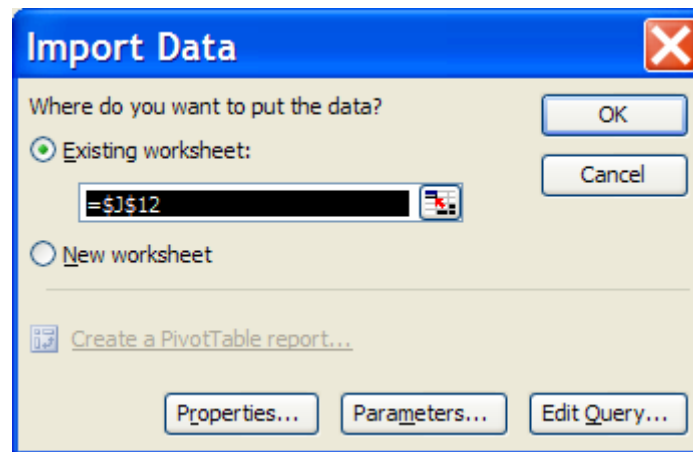 Import Data
Where do you want to put the data?
OK
Existing worksheet:
Cancel
=$J$12
New worksheet
Create a PivotTable report...
Properties...
Parameters...
Edit Query...